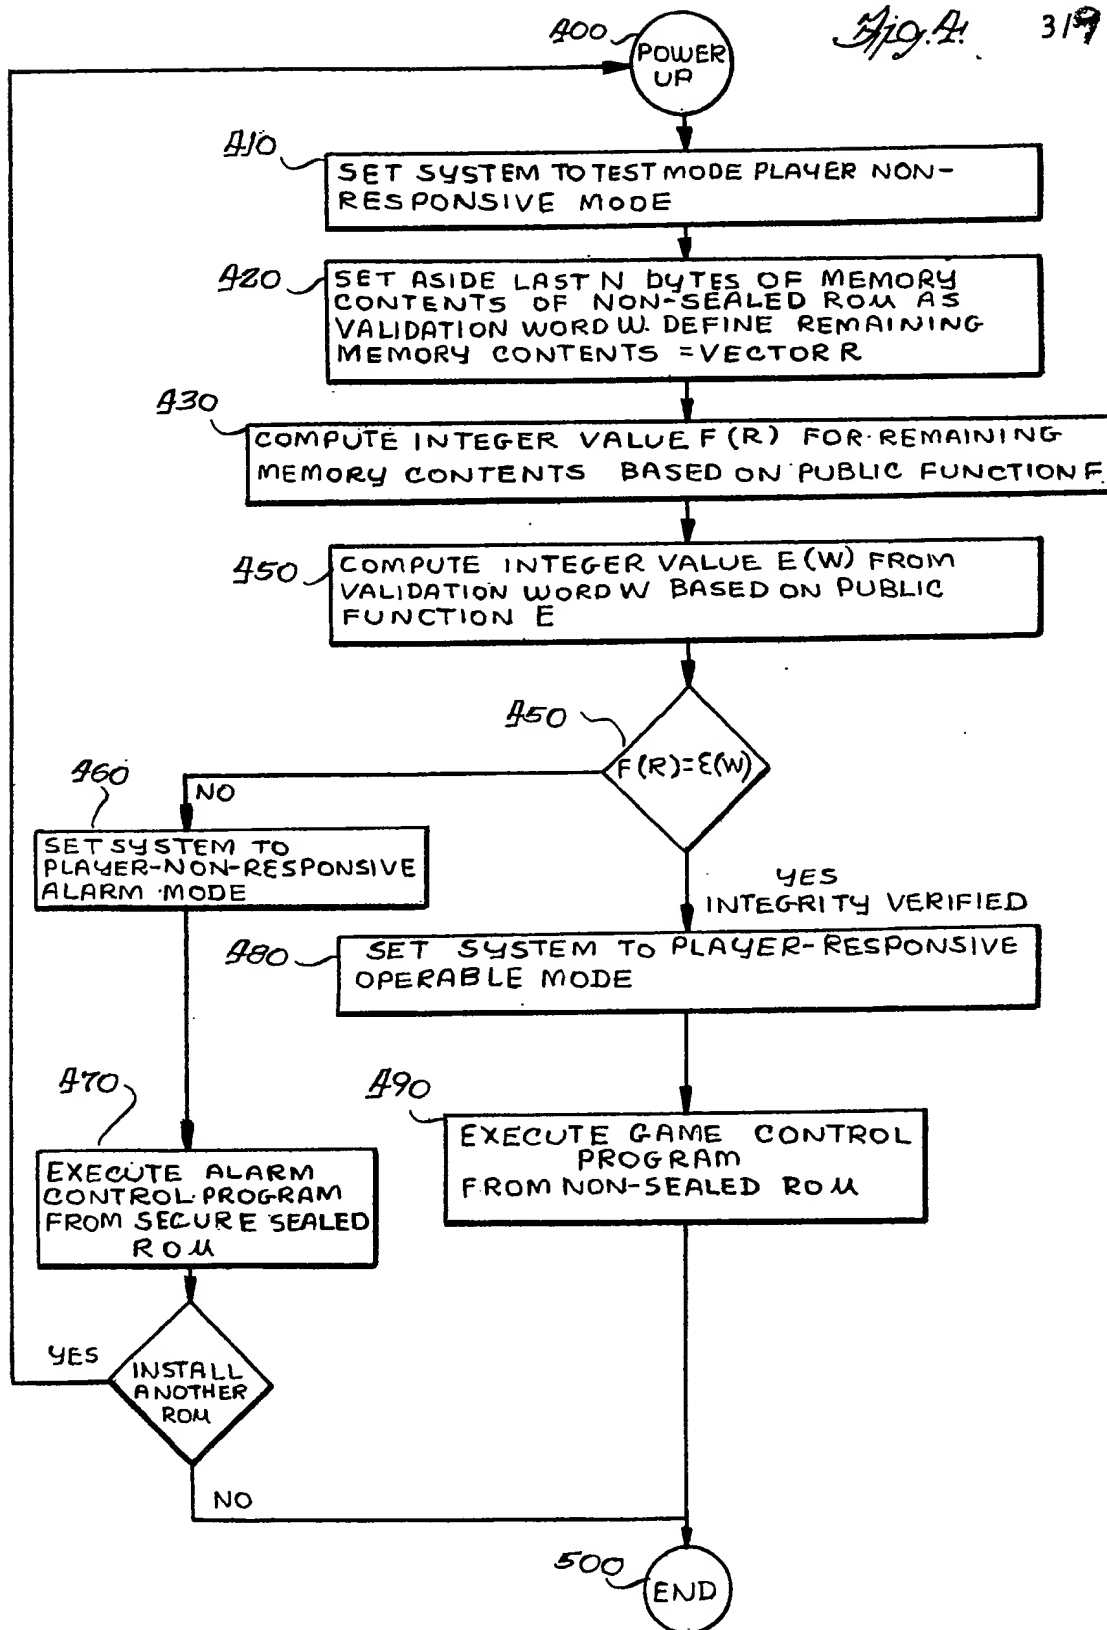 400
POWER
UP
Fig. 4.
3/9
410
SET SYSTEM TO TEST MODE PLAYER NON-
RESPONSIVE MODE
420
SET ASIDE LAST N BYTES OF MEMORY
CONTENTS OF NON-SEALED ROM AS
VALIDATION WORD W. DEFINE REMAINING
MEMORY CONTENTS = VECTOR R
430
COMPUTE INTEGER VALUE F(R) FOR REMAINING
MEMORY CONTENTS BASED ON PUBLIC FUNCTION F.
450
COMPUTE INTEGER VALUE E(W) FROM
VALIDATION WORD W BASED ON PUBLIC
FUNCTION E
450
F(R)=E(W)
460
NO
SET SYSTEM TO
PLAYER-NON-RESPONSIVE
ALARM MODE
YES
INTEGRITY VERIFIED
480
SET SYSTEM TO PLAYER-RESPONSIVE
OPERABLE MODE
470
EXECUTE ALARM
CONTROL PROGRAM
FROM SECURE SEALED
ROM
490
EXECUTE GAME CONTROL
PROGRAM
FROM NON-SEALED ROM
YES
INSTALL
ANOTHER
ROM
NO
500
END